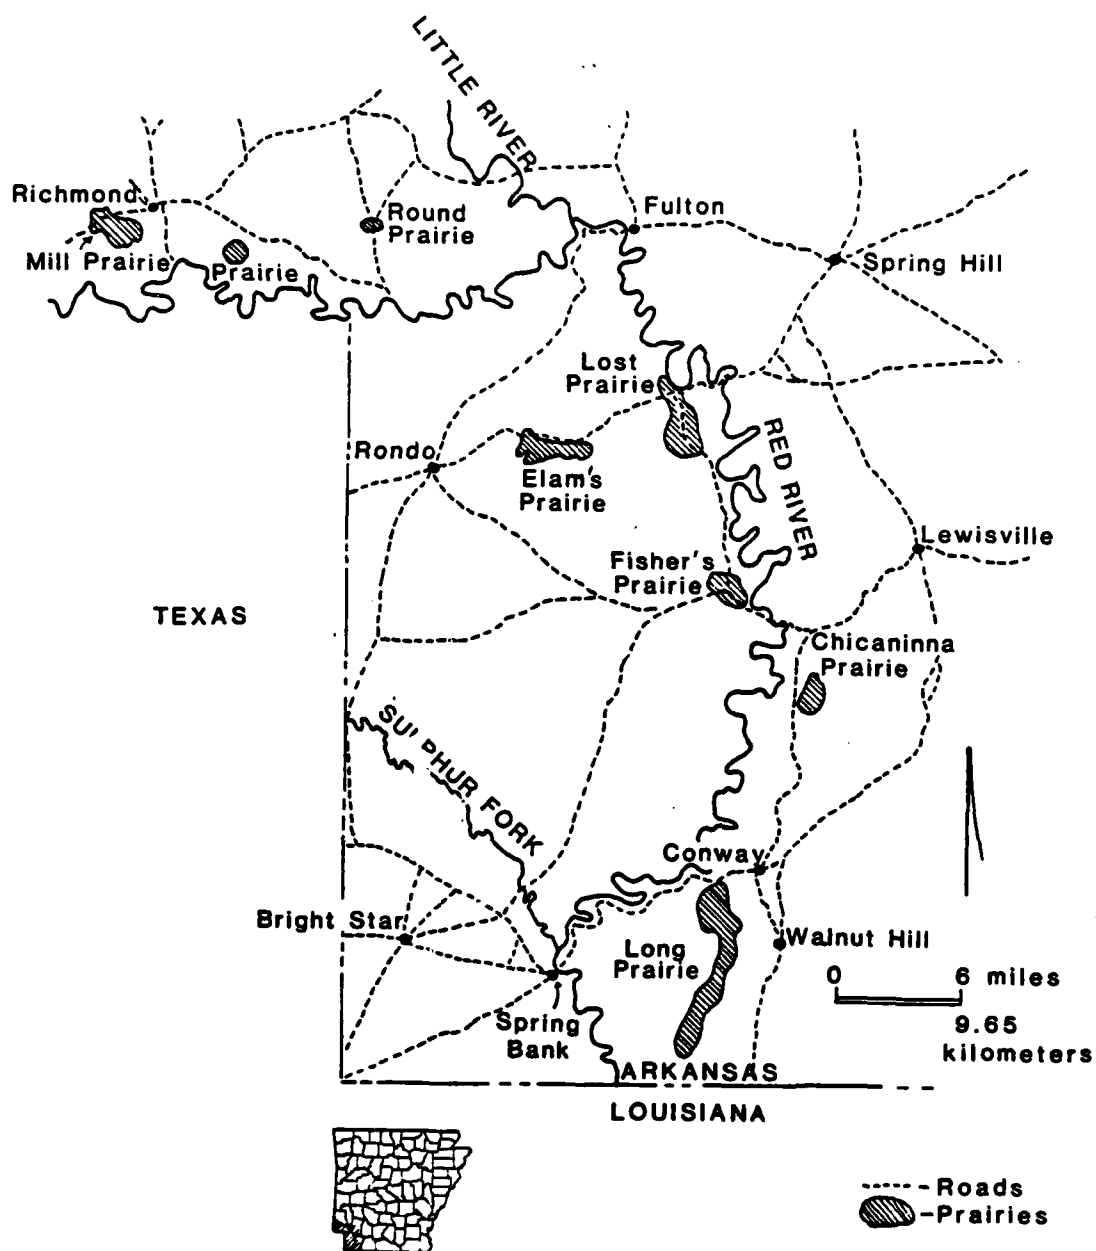 LITTLE RIVER
Richmond
Round
Prairie
Fulton
Mill Prairie
Prairie
Spring Hill
Lost
Prairie
RED RIVER
Rondo
Elam's
Prairie
Lewisville
Fisher's
Prairie
TEXAS
Chicaninna
Prairie
SULPHUR FORK
Conway
Bright Star
Long
Prairie
Walnut Hill
0 6 miles
9.65
kilometers
Spring
Bank
ARKANSAS
LOUISIANA
-Roads
-Prairies